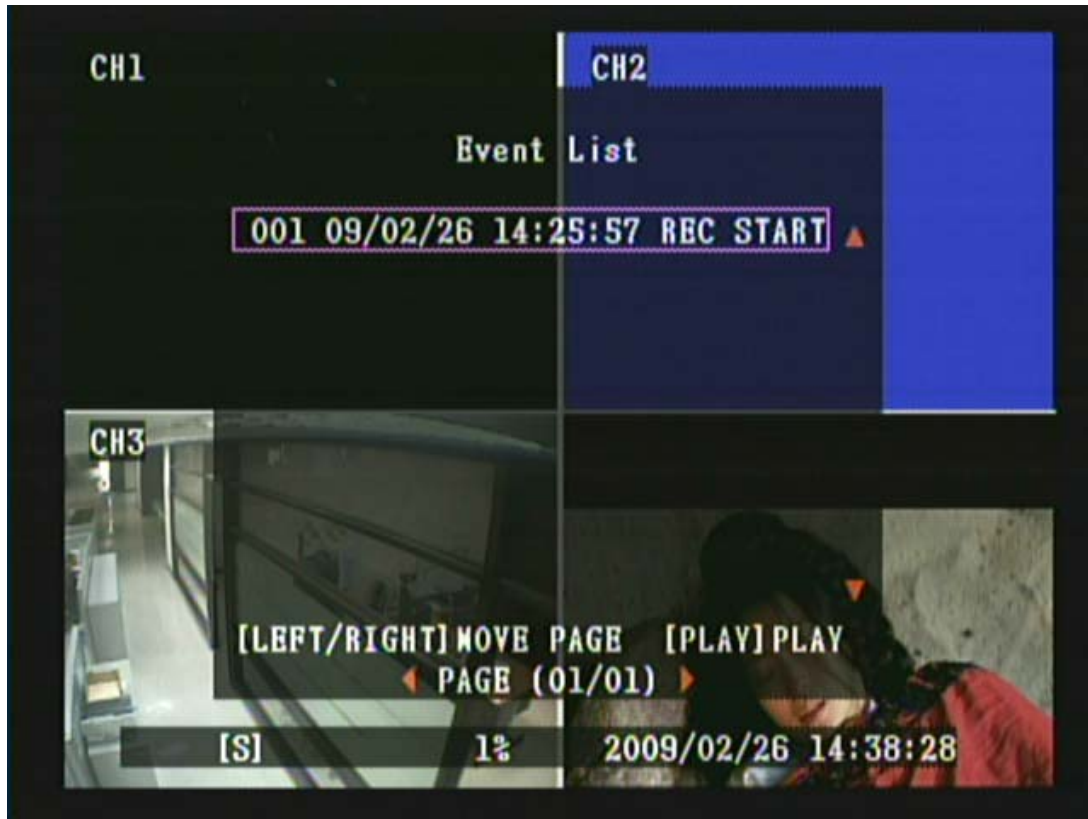 CH1
CH2
Event List
001 09/02/26 14:25:57 REC START
CH3
[LEFT/RIGHT]MOVE PAGE [PLAY]PLAY
PAGE (01/01)
[S] 1% 2009/02/26 14:38:28